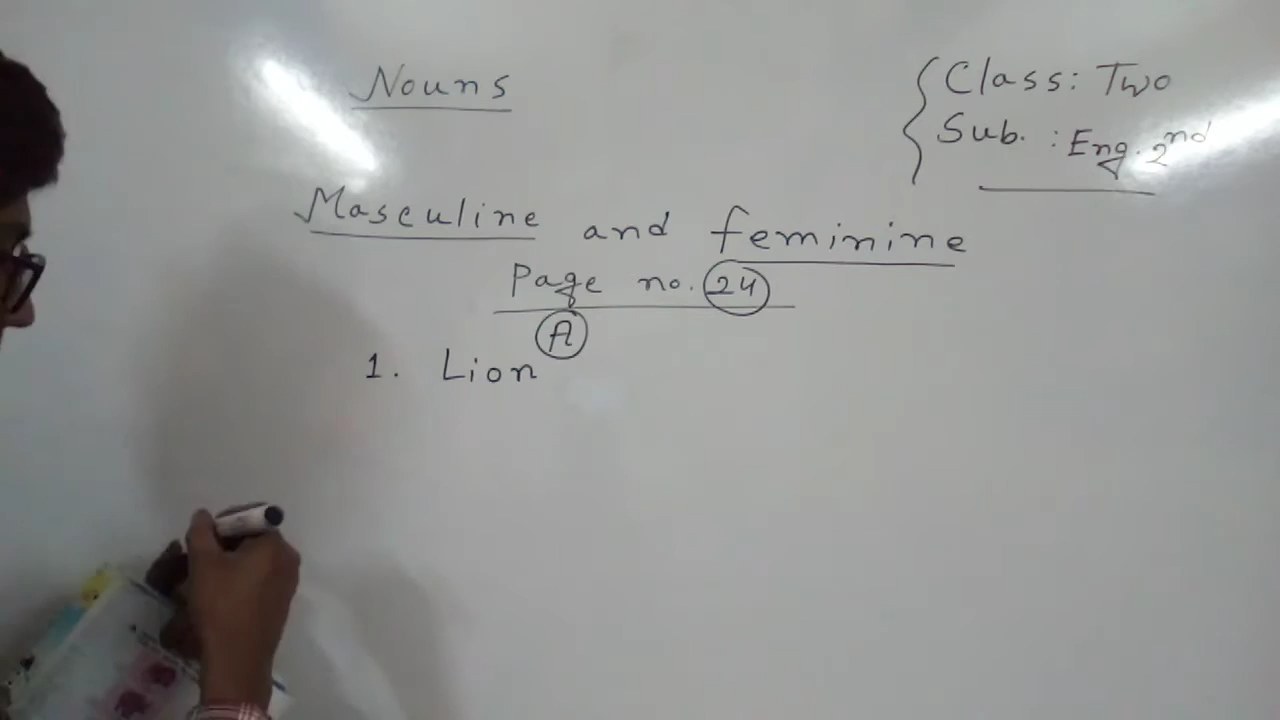 Nouns
Class: Two
Sub. : Eng. 2nd
Masculine and feminine
Page no. 24
A
1. Lion